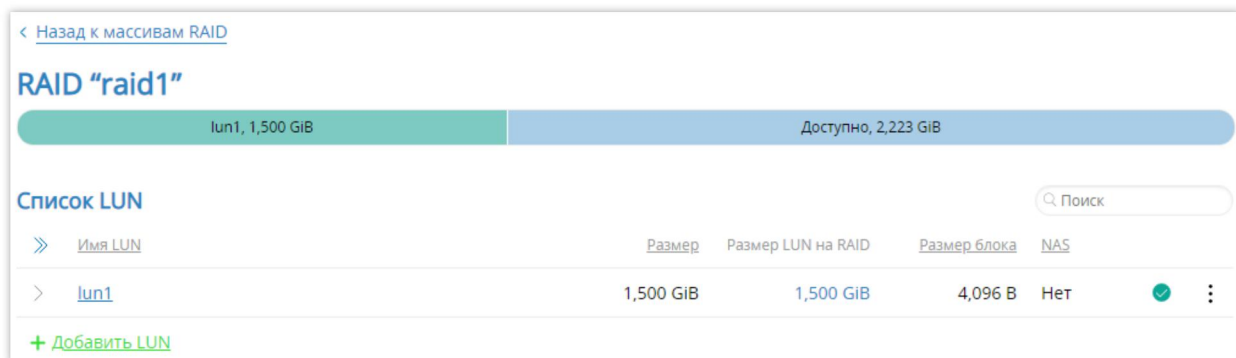 Назад к массивам RAID
RAID “raid1”
lun1, 1,500 GiB Доступно, 2,223 GiB
Список LUN Поиск
Имя LUN Размер Размер LUN на RAID Размер блока NAS
lun1 1,500 GiB 1,500 GiB 4,096 B Нет
+ Добавить LUN